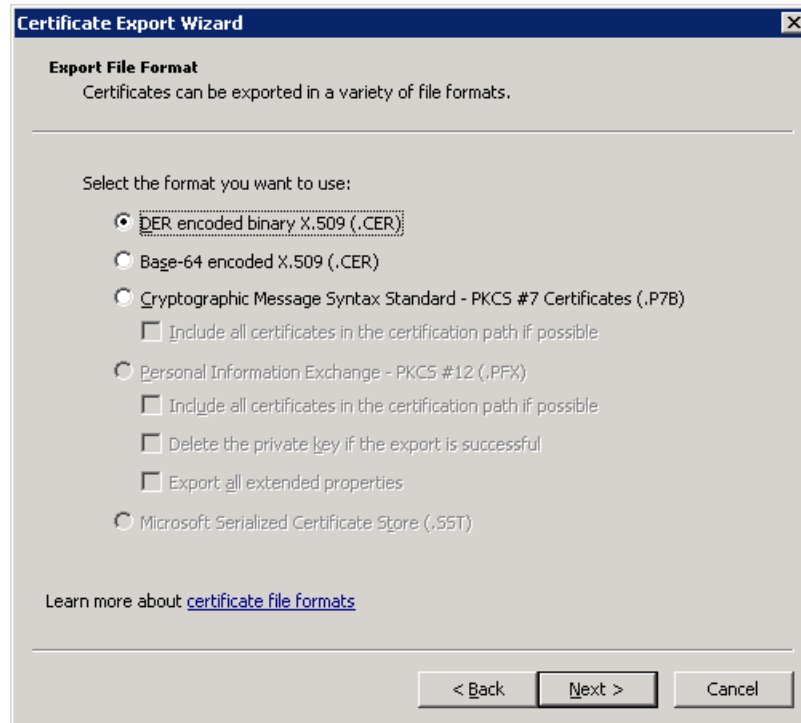 Certificate Export Wizard
Export File Format
Certificates can be exported in a variety of file formats.
Select the format you want to use:
DER encoded binary X.509 (.CER)
Base-64 encoded X.509 (.CER)
Cryptographic Message Syntax Standard - PKCS #7 Certificates (.P7B)
Include all certificates in the certification path if possible
Personal Information Exchange - PKCS #12 (.PFX)
Include all certificates in the certification path if possible
Delete the private key if the export is successful
Export all extended properties
Microsoft Serialized Certificate Store (.SST)
Learn more about certificate file formats
< Back Next > Cancel